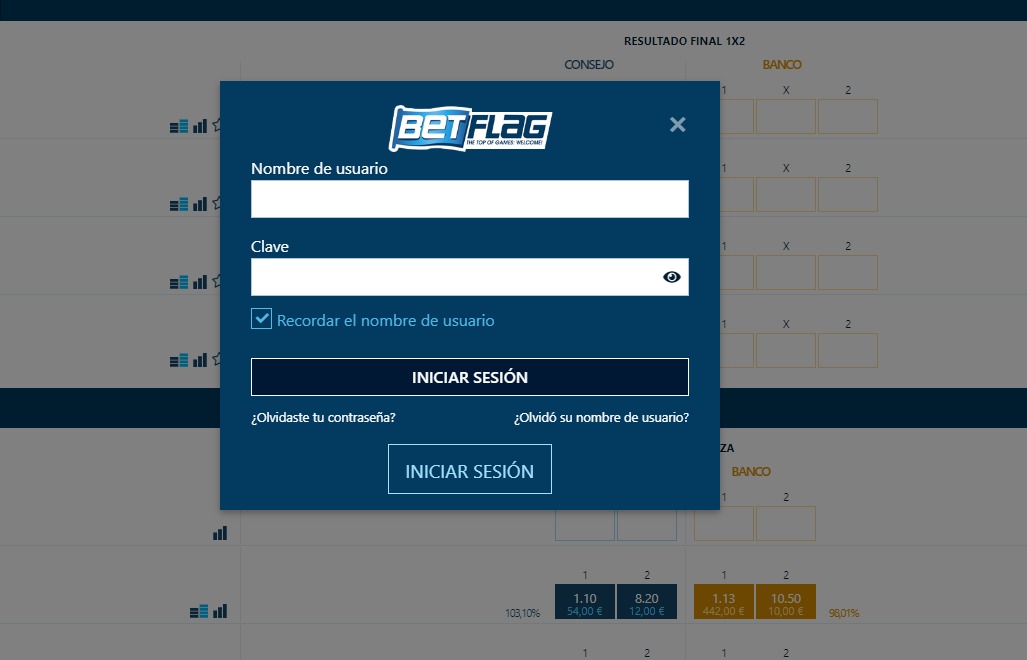 RESULTADO FINAL 1X2
CONSEJO BANCO
1 X 2
BETFLAG
THE TOP OF GAMES: WELCOME!
Nombre de usuario
1 X 2
Clave
1 X 2
Recordar el nombre de usuario
1 X 2
INICIAR SESIÓN
¿Olvidaste tu contraseña? ¿Olvidó su nombre de usuario?
ZA
INICIAR SESIÓN
BANCO
1 2
1 2 1 2
103,10% 1.10 8.20 1.13 10.50 98,01%
54,00 € 12,00 € 442,00 € 10,00 €
1 2 1 2